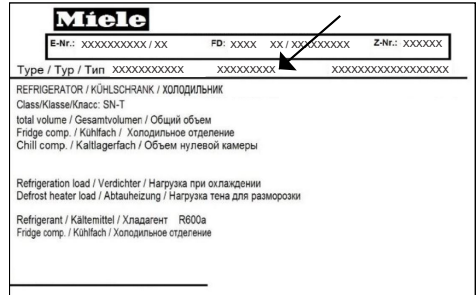 Miele
E-Nr.: XXXXXXXXXX / XX FD: XXXX XX / XXXXXXXXX Z-Nr.: XXXXXX
Type / Typ / Тип XXXXXXXXXXX XXXXXXXXX XXXXXXXXXXXXXXXXXX
REFRIGERATOR / KÜHLSCHRANK / ХОЛОДИЛЬНИК
Class/Klasse/Класс: SN-T
total volume / Gesamtvolumen / Общий объем
Fridge comp. / Kühlfach / Холодильное отделение
Chill comp. / Kaltlagerfach / Объем нулевой камеры
Refrigeration load / Verdichter / Нагрузка при охлаждении
Defrost heater load / Abtauheizung / Нагрузка тена для разморозки
Refrigerant / Kältemittel / Хладагент R600a
Fridge comp. / Kühlfach / Холодильное отделение